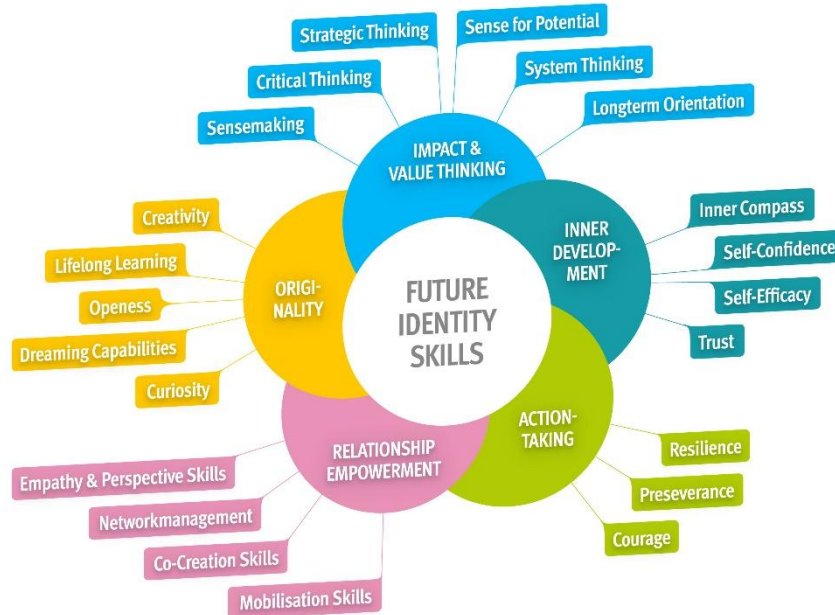 Strategic Thinking
Sense for Potential
Critical Thinking
System Thinking
Sensemaking
Longterm Orientation
IMPACT &
VALUE THINKING
Creativity
Lifelong Learning
Openess
Dreaming Capabilities
Curiosity
ORIGI-
NALITY
FUTURE
IDENTITY
SKILLS
INNER
DEVELOP-
MENT
Inner Compass
Self-Confidence
Self-Efficacy
Trust
ACTION-
TAKING
Resilience
Preseverance
Courage
RELATIONSHIP
EMPOWERMENT
Empathy & Perspective Skills
Networkmanagement
Co-Creation Skills
Mobilisation Skills